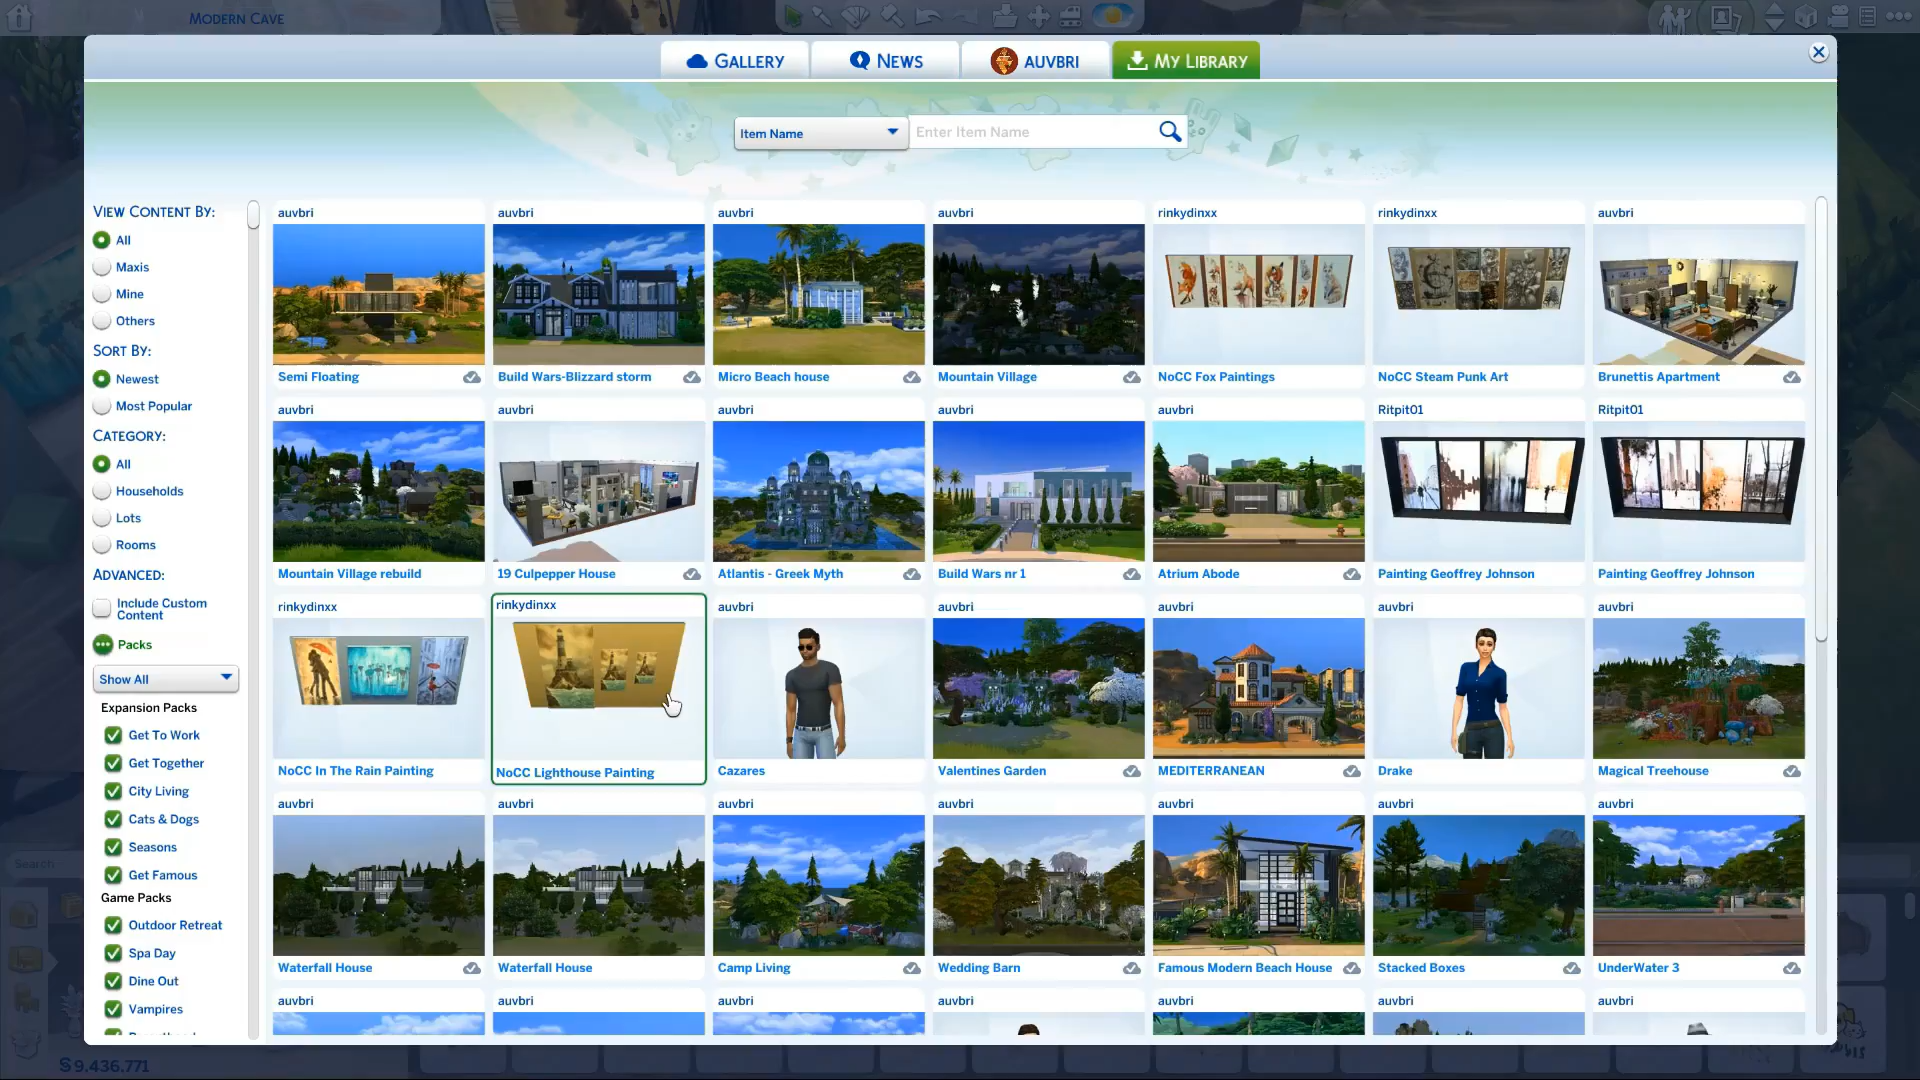 MODERN CAVE
GALLERY
NEWS
AUVBRI
MY LIBRARY
Item Name
Enter Item Name
VIEW CONTENT BY:
All
Maxis
Mine
Others
SORT BY:
Newest
Most Popular
CATEGORY:
All
Households
Lots
Rooms
ADVANCED:
Include Custom
Content
Packs
Show All
Expansion Packs
Get To Work
Get Together
City Living
Cats & Dogs
Seasons
Get Famous
Game Packs
Outdoor Retreat
Spa Day
Dine Out
Vampires
auvbri
auvbri
auvbri
auvbri
rinkydinxx
rinkydinxx
auvbri
Semi Floating
Build Wars-Blizzard storm
Micro Beach house
Mountain Village
NoCC Fox Paintings
NoCC Steam Punk Art
Brunettis Apartment
auvbri
auvbri
auvbri
auvbri
auvbri
Ritpit01
Ritpit01
Mountain Village rebuild
19 Culpepper House
Atlantis - Greek Myth
Build Wars nr 1
Atrium Abode
Painting Geoffrey Johnson
Painting Geoffrey Johnson
rinkydinxx
rinkydinxx
auvbri
auvbri
auvbri
auvbri
auvbri
NoCC In The Rain Painting
NoCC Lighthouse Painting
Cazares
Valentines Garden
MEDITERRANEAN
Drake
Magical Treehouse
auvbri
auvbri
auvbri
auvbri
auvbri
auvbri
auvbri
Waterfall House
Waterfall House
Camp Living
Wedding Barn
Famous Modern Beach House
Stacked Boxes
UnderWater 3
auvbri
auvbri
auvbri
auvbri
auvbri
auvbri
auvbri
Search
§9,436,771